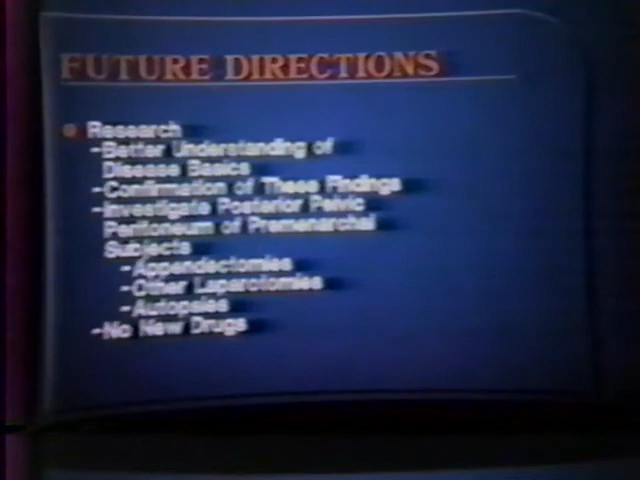 FUTURE DIRECTIONS
Research
-Better Understanding of
Disease Basics
-Confirmation of These Findings
-Investigate Posterior Pelvic
Peritoneum of Premenarchal
Subjects
-Appendectomies
-Other Laparotomies
-Autopsies
-No New Drugs